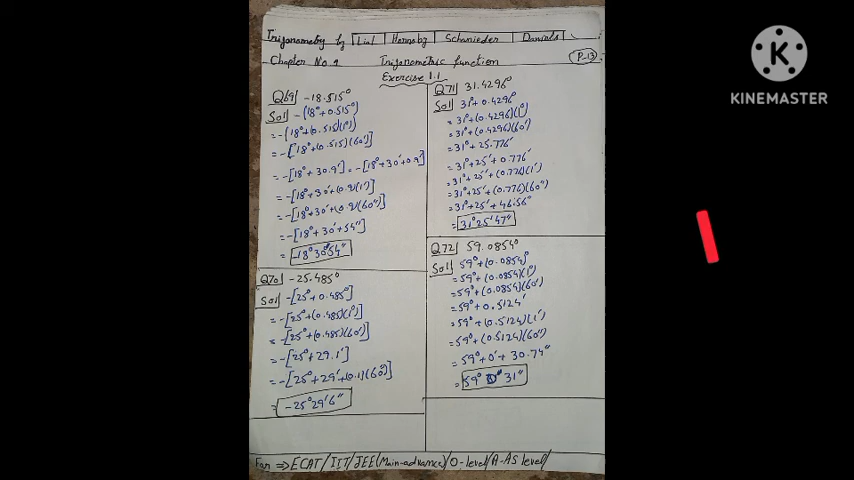 Trigonometry by Lial Hornsby Schanieder Daniels
Chapter No 1 Trigonometric function P-13
Exercise 1.1
Q69 -18.515°
Sol -(18°+0.515°)
=-(18°+(0.515)(1°)
=-[18°+(0.515)(60')]
=-[18°+30.9']=-[18°+30'+0.9']
=-[18°+30'+(0.9)(1')]
=-[18°+30'+(0.9)(60")]
=-[18°+30'+54"]
= -18°30'54"
Q70 -25.485°
Sol -[25°+0.485°]
=-[25°+(0.485)(1°)]
=-[25°+(0.485)(60')]
=-[25°+29.1']
=-[25°+29'+(0.1)(60")]
= -25°29'6"
Q71 31.4296°
Sol 31°+0.4296°
=31°+(0.4296)(1°)
=31°+(0.4296)(60')
=31°+25.776'
=31°+25'+0.776'
=31°+25'+(0.776)(1')
=31°+25'+(0.776)(60")
=31°+25'+46.56"
= 31°25'47"
Q72 59.0854°
Sol 59°+(0.0854)°
=59°+(0.0854)(1°)
=59°+(0.0854)(60')
=59°+0.5124'
=59°+(0.5124)(1')
=59°+(0.5124)(60")
=59°+0'+30.74"
= 59° 0' 31"
For ⇒ ECAT/IIT/JEE(Main-advance)/O-level/A-AS level/
KINEMASTER